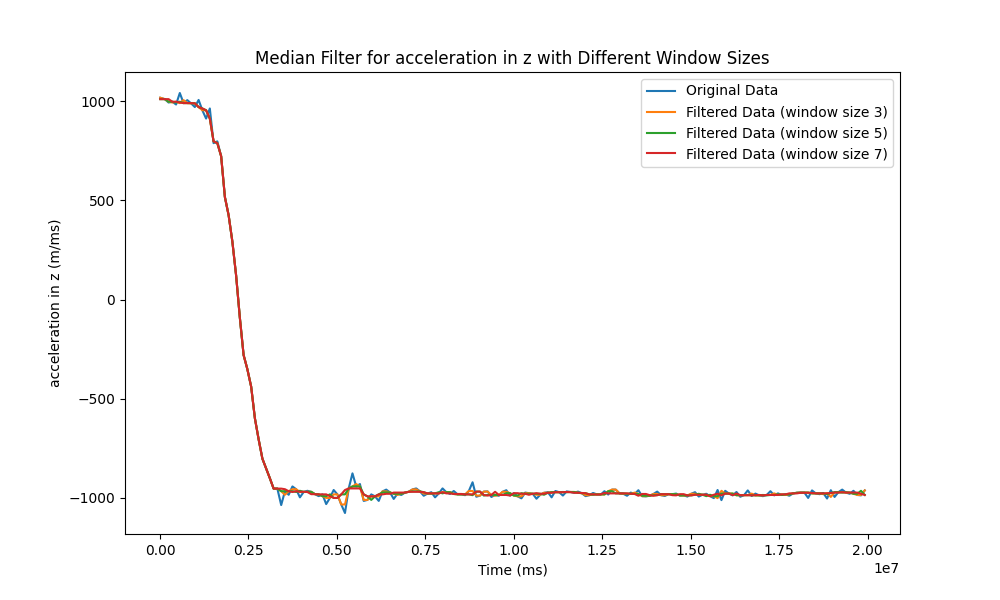 Median Filter for acceleration in z with Different Window Sizes
Original Data
Filtered Data (window size 3)
Filtered Data (window size 5)
Filtered Data (window size 7)
acceleration in z (m/ms)
1000
500
0
−500
−1000
0.00 0.25 0.50 0.75 1.00 1.25 1.50 1.75 2.00
1e7
Time (ms)